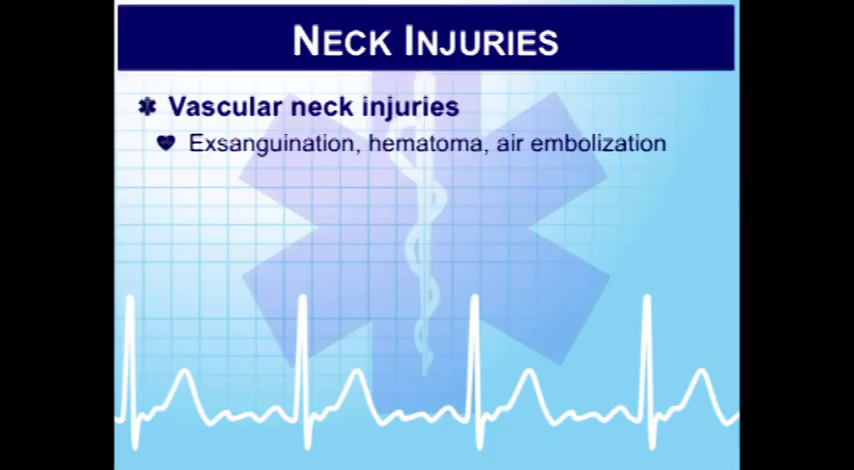 NECK INJURIES
Vascular neck injuries
Exsanguination, hematoma, air embolization